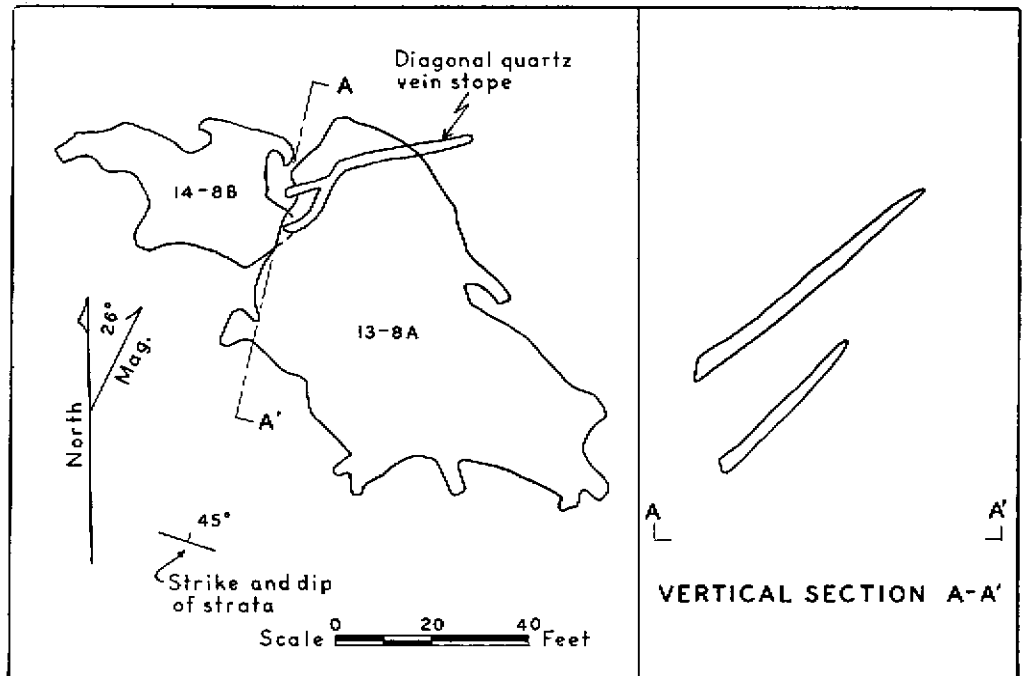 Diagonal quartz
vein stope
A
14-8B
13-8A
26°
Mag.
North
A'
45°
Strike and dip
of strata
0 20 40
Scale Feet
A A'
VERTICAL SECTION A-A'